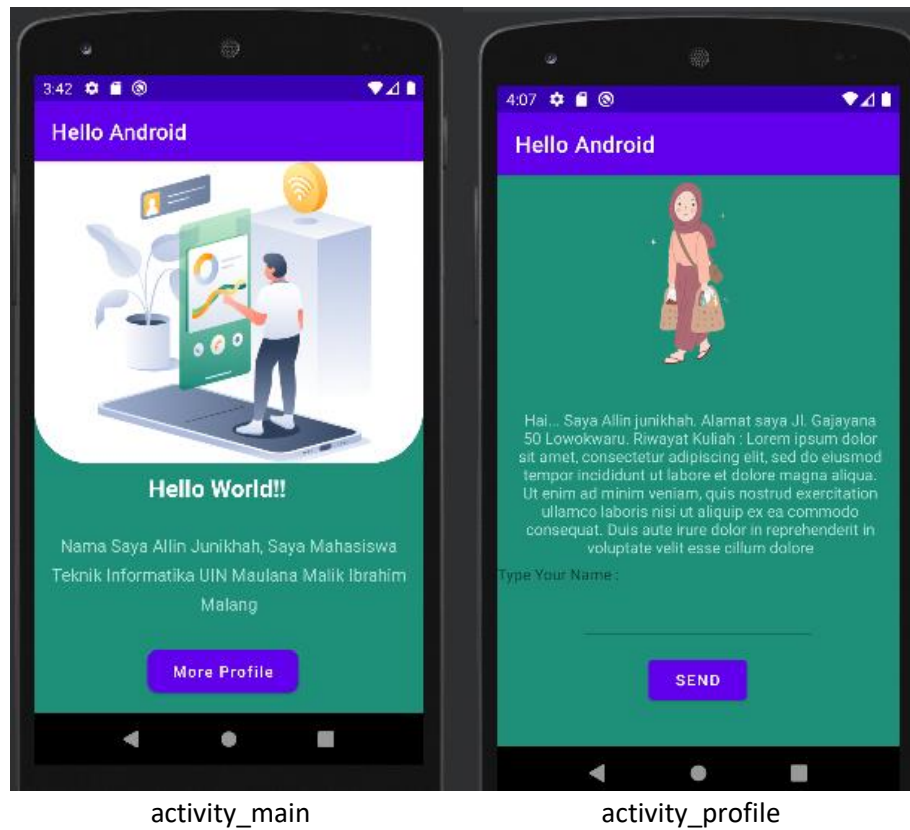 3:42
Hello Android
Hello World!!
Nama Saya Allin Junikhah, Saya Mahasiswa
Teknik Informatika UIN Maulana Malik Ibrahim
Malang
More Profile
activity_main
4:07
Hello Android
Hai... Saya Allin junikhah. Alamat saya Jl. Gajayana
50 Lowokwaru. Riwayat Kuliah : Lorem ipsum dolor
sit amet, consectetur adipiscing elit, sed do eiusmod
tempor incididunt ut labore et dolore magna aliqua.
Ut enim ad minim veniam, quis nostrud exercitation
ullamco laboris nisi ut aliquip ex ea commodo
consequat. Duis aute irure dolor in reprehenderit in
voluptate velit esse cillum dolore
Type Your Name :
SEND
activity_profile